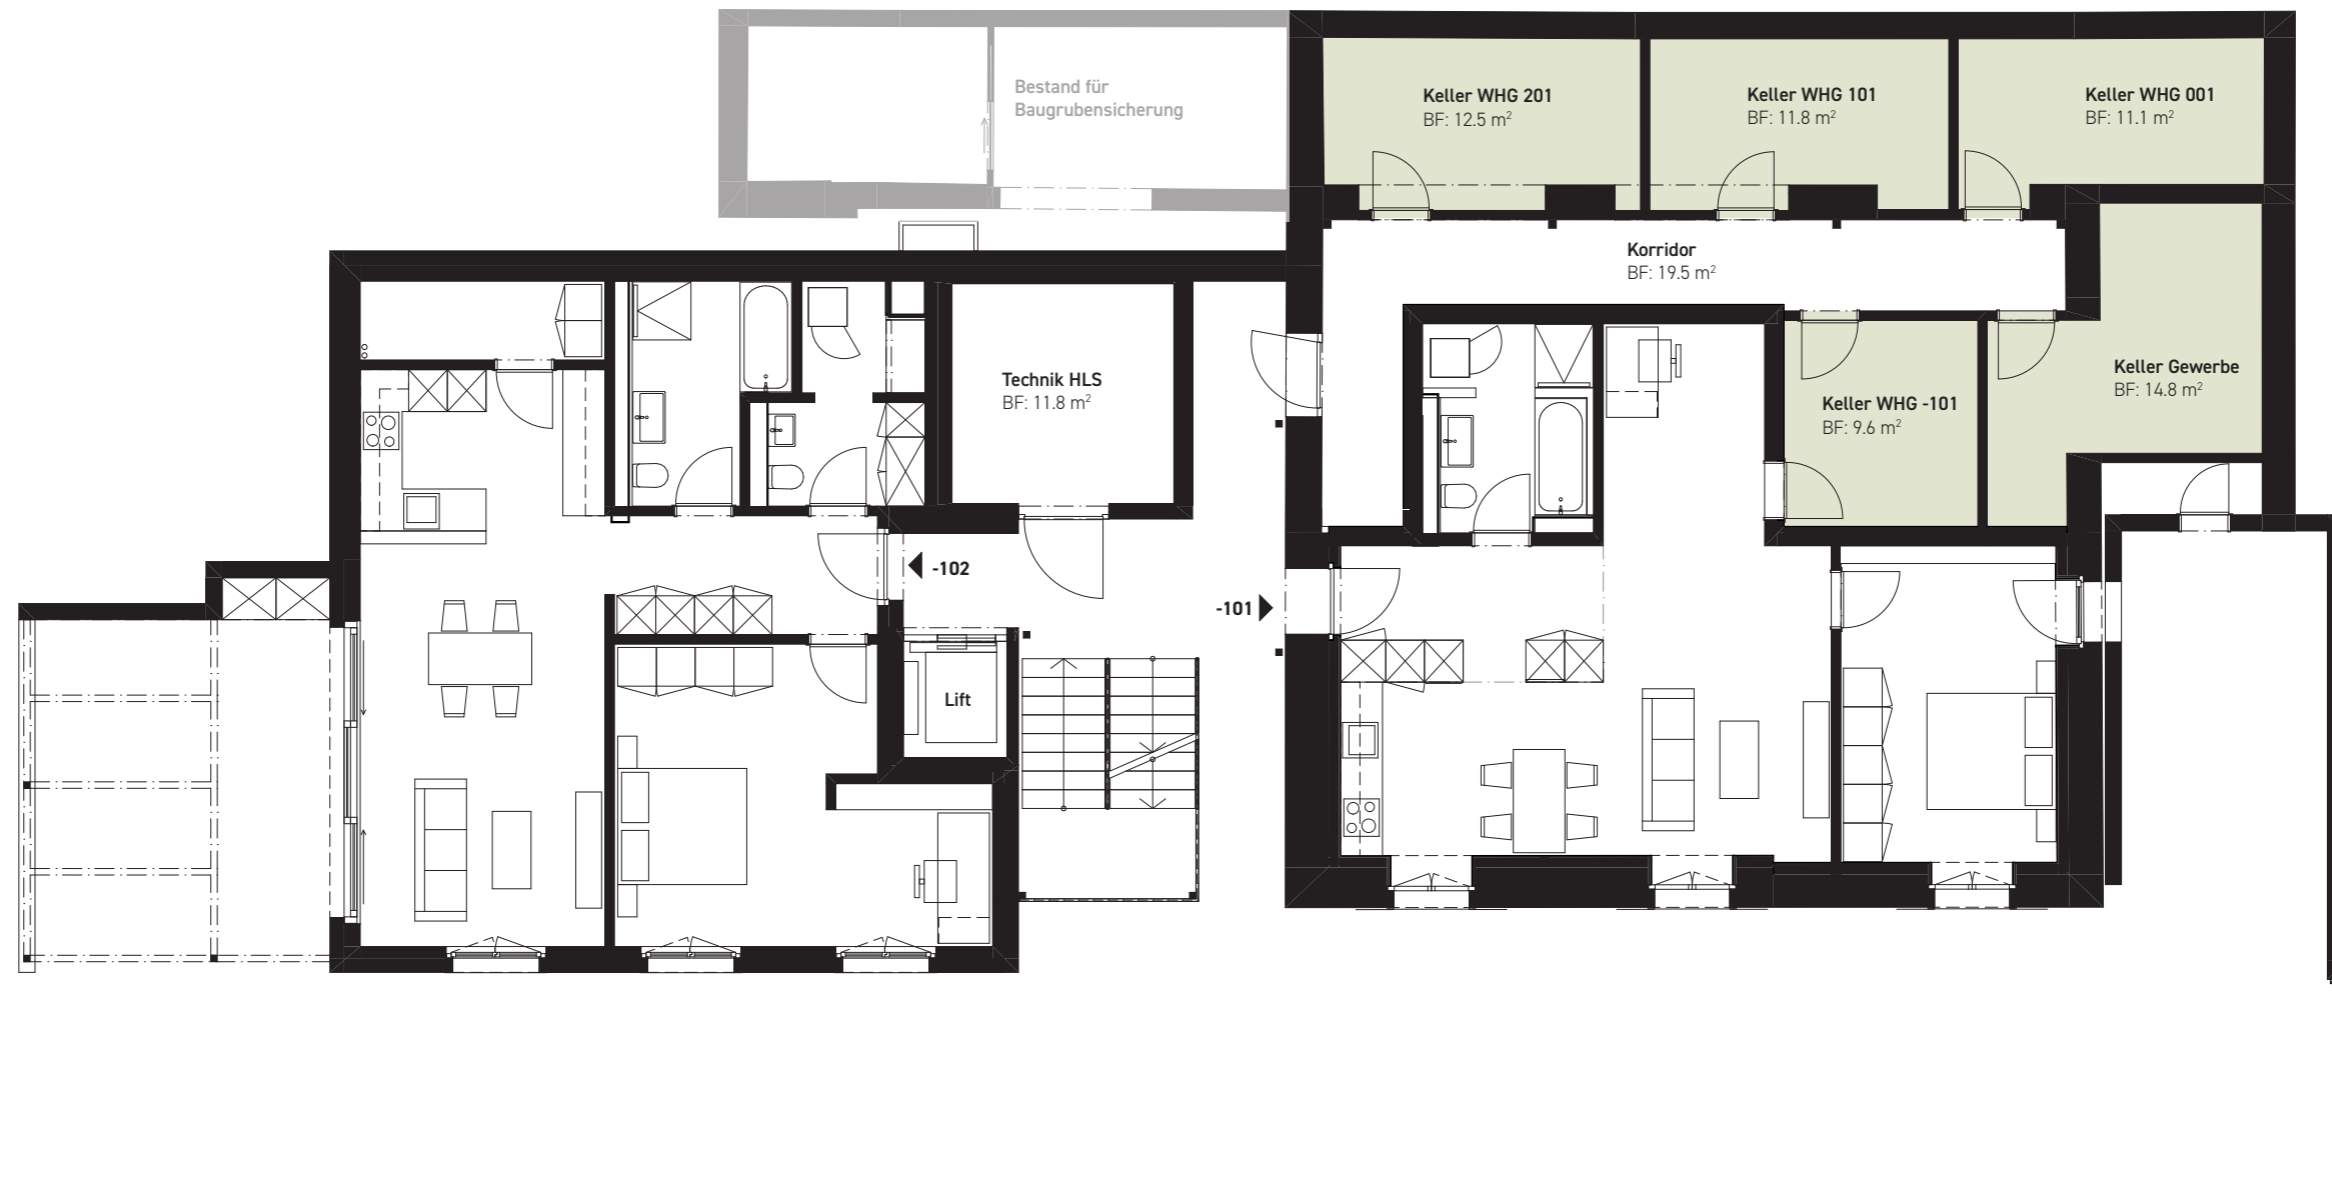 Bestand für
Baugrubensicherung
Keller WHG 201
BF: 12.5 m²
Keller WHG 101
BF: 11.8 m²
Keller WHG 001
BF: 11.1 m²
Korridor
BF: 19.5 m²
Technik HLS
BF: 11.8 m²
Keller WHG -101
BF: 9.6 m²
Keller Gewerbe
BF: 14.8 m²
-102
-101
Lift